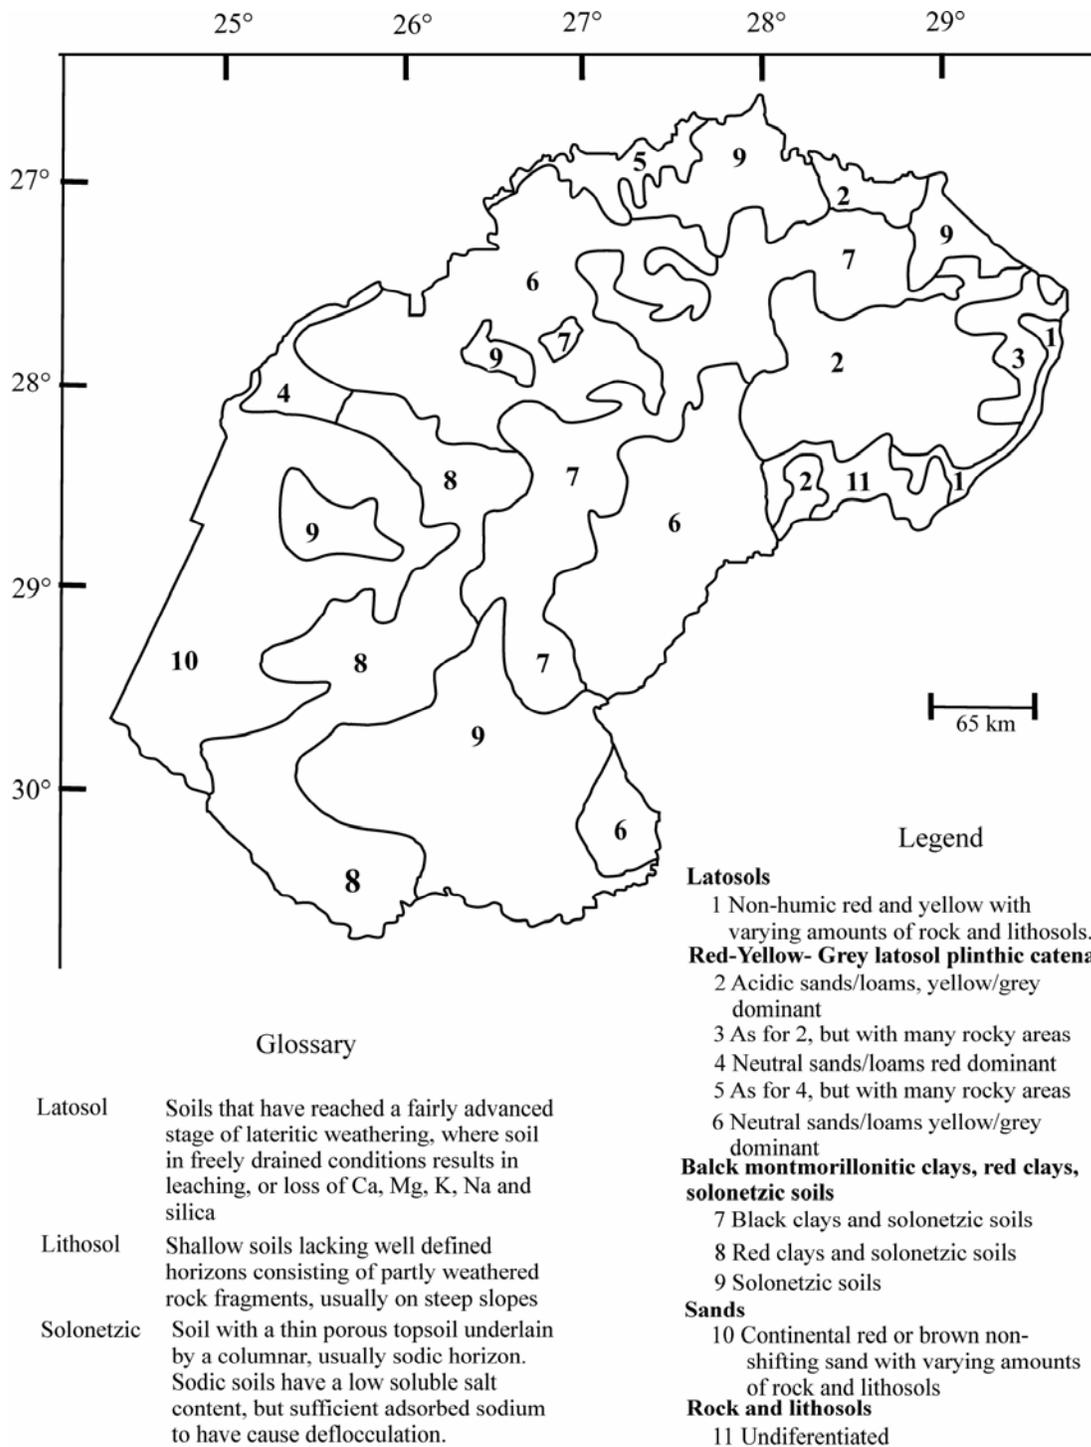 25° 26° 27° 28° 29°
5 9
27°
2
9
7
6
7
9
1
3
2
28°
4
8 7 2 11 1
9 6
29°
10 8 7
65 km
9
30°
6
8
Legend
Latosols
1 Non-humic red and yellow with
varying amounts of rock and lithosols.
Red-Yellow- Grey latosol plinthic catena
2 Acidic sands/loams, yellow/grey
dominant
3 As for 2, but with many rocky areas
4 Neutral sands/loams red dominant
5 As for 4, but with many rocky areas
6 Neutral sands/loams yellow/grey
dominant
Balck montmorillonitic clays, red clays,
solonetzic soils
7 Black clays and solonetzic soils
8 Red clays and solonetzic soils
9 Solonetzic soils
Sands
10 Continental red or brown non-
shifting sand with varying amounts
of rock and lithosols
Rock and lithosols
11 Undiferentiated
Glossary
Latosol Soils that have reached a fairly advanced
stage of lateritic weathering, where soil
in freely drained conditions results in
leaching, or loss of Ca, Mg, K, Na and
silica
Lithosol Shallow soils lacking well defined
horizons consisting of partly weathered
rock fragments, usually on steep slopes
Solonetzic Soil with a thin porous topsoil underlain
by a columnar, usually sodic horizon.
Sodic soils have a low soluble salt
content, but sufficient adsorbed sodium
to have cause deflocculation.